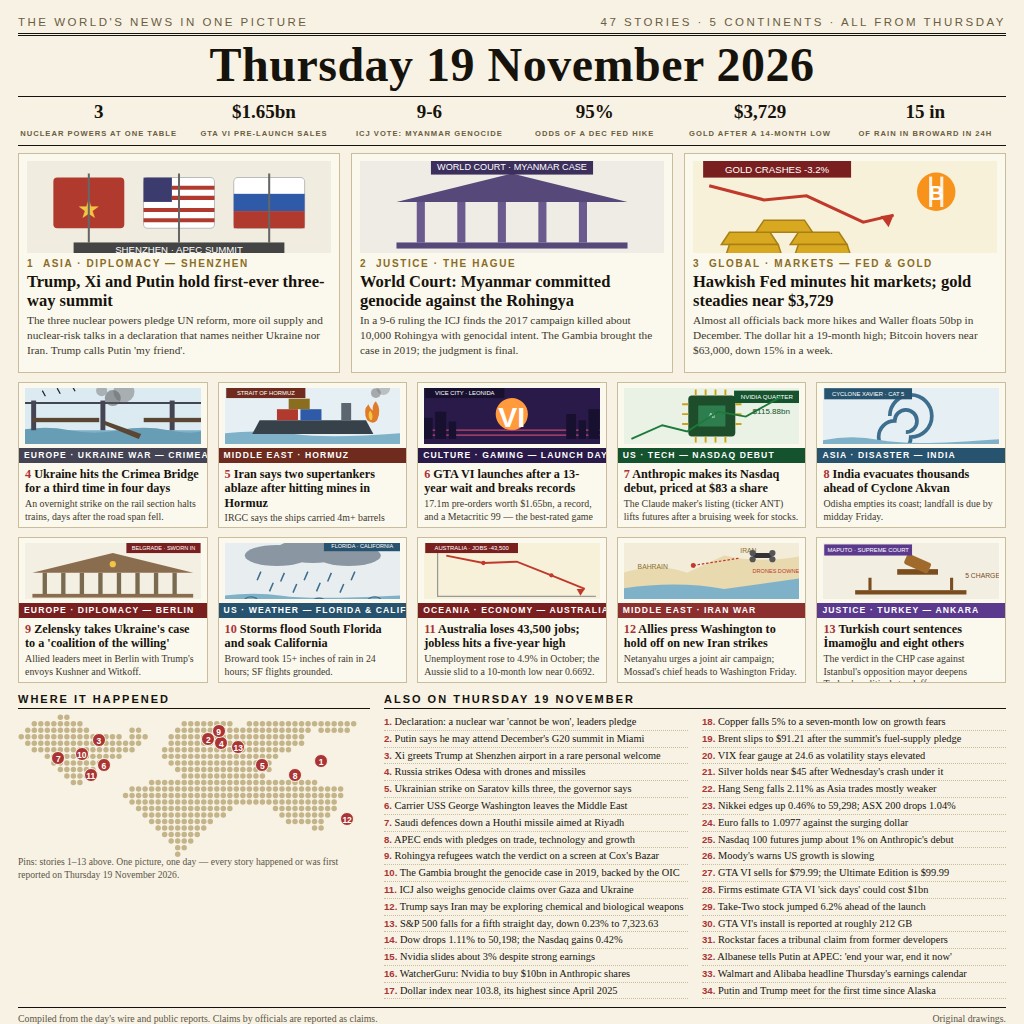 THE WORLD'S NEWS IN ONE PICTURE
47 STORIES · 5 CONTINENTS · ALL FROM THURSDAY
Thursday 19 November 2026
3
NUCLEAR POWERS AT ONE TABLE
$1.65bn
GTA VI PRE-LAUNCH SALES
9-6
ICJ VOTE: MYANMAR GENOCIDE
95%
ODDS OF A DEC FED HIKE
$3,729
GOLD AFTER A 14-MONTH LOW
15 in
OF RAIN IN BROWARD IN 24H
SHENZHEN · APEC SUMMIT
1 ASIA · DIPLOMACY — SHENZHEN
Trump, Xi and Putin hold first-ever three-
way summit
The three nuclear powers pledge UN reform, more oil supply and
nuclear-risk talks in a declaration that names neither Ukraine nor
Iran. Trump calls Putin 'my friend'.
WORLD COURT · MYANMAR CASE
2 JUSTICE · THE HAGUE
World Court: Myanmar committed
genocide against the Rohingya
In a 9-6 ruling the ICJ finds the 2017 campaign killed about
10,000 Rohingya with genocidal intent. The Gambia brought the
case in 2019; the judgment is final.
GOLD CRASHES -3.2%
3 GLOBAL · MARKETS — FED & GOLD
Hawkish Fed minutes hit markets; gold
steadies near $3,729
Almost all officials back more hikes and Waller floats 50bp in
December. The dollar hit a 19-month high; Bitcoin hovers near
$63,000, down 15% in a week.
EUROPE · UKRAINE WAR — CRIMEA
4 Ukraine hits the Crimea Bridge
for a third time in four days
An overnight strike on the rail section halts
trains, days after the road span fell.
STRAIT OF HORMUZ
MIDDLE EAST · HORMUZ
5 Iran says two supertankers
ablaze after hitting mines in
Hormuz
IRGC says the ships carried 4m+ barrels
VICE CITY · LEONIDA
VI
CULTURE · GAMING — LAUNCH DAY
6 GTA VI launches after a 13-
year wait and breaks records
17.1m pre-orders worth $1.65bn, a record,
and a Metacritic 99 — the best-rated game
NVIDIA QUARTER
$115.88bn
US · TECH — NASDAQ DEBUT
7 Anthropic makes its Nasdaq
debut, priced at $83 a share
The Claude maker's listing (ticker ANT)
lifts futures after a bruising week for stocks.
CYCLONE XAVIER · CAT 5
ASIA · DISASTER — INDIA
8 India evacuates thousands
ahead of Cyclone Akvan
Odisha empties its coast; landfall is due by
midday Friday.
BELGRADE · SWORN IN
EUROPE · DIPLOMACY — BERLIN
9 Zelensky takes Ukraine's case
to a 'coalition of the willing'
Allied leaders meet in Berlin with Trump's
envoys Kushner and Witkoff.
FLORIDA · CALIFORNIA
US · WEATHER — FLORIDA & CALIF
10 Storms flood South Florida
and soak California
Broward took 15+ inches of rain in 24
hours; SF flights grounded.
AUSTRALIA · JOBS -43,500
OCEANIA · ECONOMY — AUSTRALIA
11 Australia loses 43,500 jobs;
jobless hits a five-year high
Unemployment rose to 4.9% in October; the
Aussie slid to a 10-month low near 0.6692.
BAHRAIN
IRAN
DRONES DOWNE
MIDDLE EAST · IRAN WAR
12 Allies press Washington to
hold off on new Iran strikes
Netanyahu urges a joint air campaign;
Mossad's chief heads to Washington Friday.
MAPUTO · SUPREME COURT
5 CHARGE
JUSTICE · TURKEY — ANKARA
13 Turkish court sentences
İmamoğlu and eight others
The verdict in the CHP case against
Istanbul's opposition mayor deepens
WHERE IT HAPPENED
3
7
10
6
11
9
2
4
13
5
8
1
12
Pins: stories 1–13 above. One picture, one day — every story happened or was first
reported on Thursday 19 November 2026.
ALSO ON THURSDAY 19 NOVEMBER
1. Declaration: a nuclear war 'cannot be won', leaders pledge
2. Putin says he may attend December's G20 summit in Miami
3. Xi greets Trump at Shenzhen airport in a rare personal welcome
4. Russia strikes Odesa with drones and missiles
5. Ukrainian strike on Saratov kills three, the governor says
6. Carrier USS George Washington leaves the Middle East
7. Saudi defences down a Houthi missile aimed at Riyadh
8. APEC ends with pledges on trade, technology and growth
9. Rohingya refugees watch the verdict on a screen at Cox's Bazar
10. The Gambia brought the genocide case in 2019, backed by the OIC
11. ICJ also weighs genocide claims over Gaza and Ukraine
12. Trump says Iran may be exploring chemical and biological weapons
13. S&P 500 falls for a fifth straight day, down 0.23% to 7,323.63
14. Dow drops 1.11% to 50,198; the Nasdaq gains 0.42%
15. Nvidia slides about 3% despite strong earnings
16. WatcherGuru: Nvidia to buy $10bn in Anthropic shares
17. Dollar index near 103.8, its highest since April 2025
18. Copper falls 5% to a seven-month low on growth fears
19. Brent slips to $91.21 after the summit's fuel-supply pledge
20. VIX fear gauge at 24.6 as volatility stays elevated
21. Silver holds near $45 after Wednesday's crash under it
22. Hang Seng falls 2.11% as Asia trades mostly weaker
23. Nikkei edges up 0.46% to 59,298; ASX 200 drops 1.04%
24. Euro falls to 1.0977 against the surging dollar
25. Nasdaq 100 futures jump about 1% on Anthropic's debut
26. Moody's warns US growth is slowing
27. GTA VI sells for $79.99; the Ultimate Edition is $99.99
28. Firms estimate GTA VI 'sick days' could cost $1bn
29. Take-Two stock jumped 6.2% ahead of the launch
30. GTA VI's install is reported at roughly 212 GB
31. Rockstar faces a tribunal claim from former developers
32. Albanese tells Putin at APEC: 'end your war, end it now'
33. Walmart and Alibaba headline Thursday's earnings calendar
34. Putin and Trump meet for the first time since Alaska
Compiled from the day's wire and public reports. Claims by officials are reported as claims.
Original drawings.